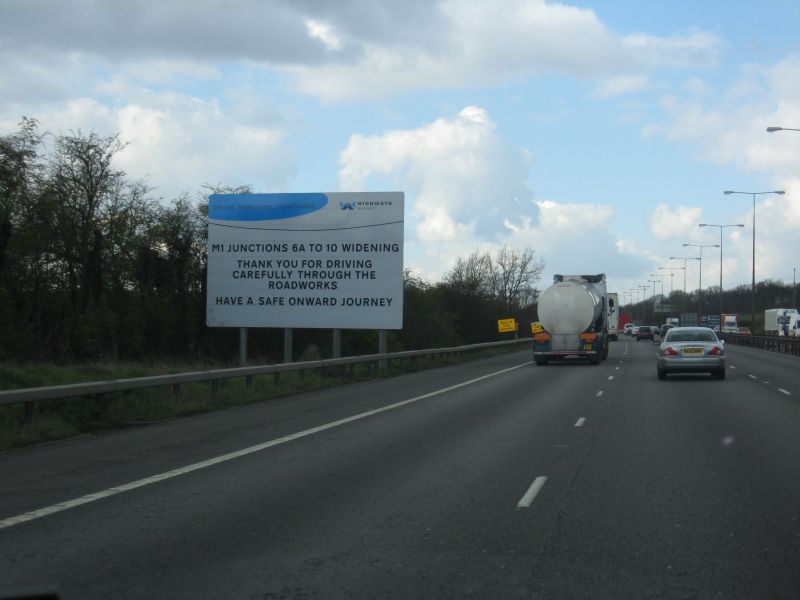 HIGHWAYS
AGENCY
M1 JUNCTIONS 6A TO 10 WIDENING
THANK YOU FOR DRIVING
CAREFULLY THROUGH THE
ROADWORKS
HAVE A SAFE ONWARD JOURNEY